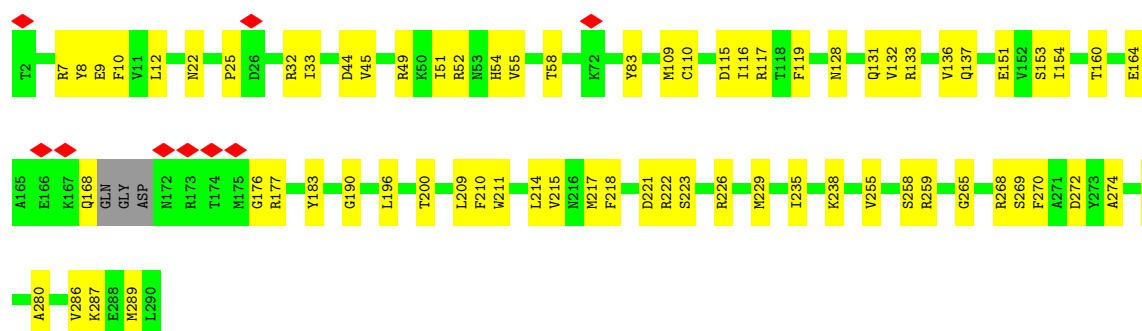 T2 D26 K72
R7 Y8 E9 F10 V11 L12 N22 P25 D26 R32 I33 D44 V45 R49 K50 I51 R52 N53 H54 V55 T58 K72 Y83 M109 C110 D115 I116 R117 T118 F119 N128 Q131 V132 R133 V136 Q137 E151 V152 S153 I154 T160 E164
A165 E166 K167 Q168 GLN GLY ASP N172 R173 T174 M175 G176 R177 Y183 G190 L196 T200 L209 F210 W211 L214 V215 N216 M217 F218 D221 R222 S223 R226 M229 I235 K238 V255 S258 R259 G265 R268 S269 F270 A271 D272 Y273 A274
A280 V286 K287 E288 M289 L290